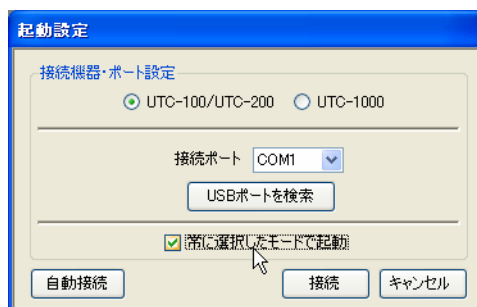 起動設定
接続機器・ポート設定
UTC-100/UTC-200 UTC-1000
接続ポート COM1
USBポートを検索
常に選択したモードで起動
自動接続 接続 キャンセル